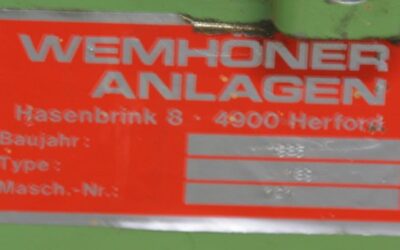 WEMHÖNER
ANLAGEN
Hasenbrink 8 · 4900 Herford
Baujahr :
Type :
Masch.-Nr.: